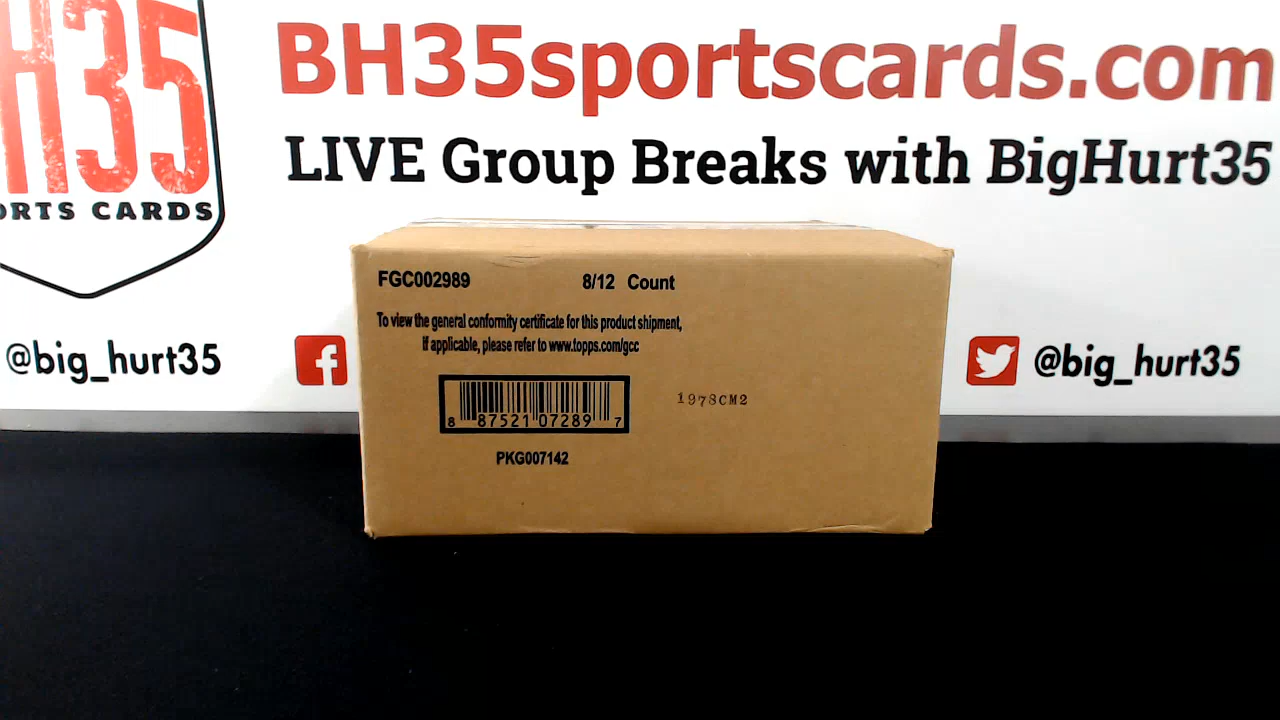 H35
RTS CARDS
BH35sportscards.com
LIVE Group Breaks with BigHurt35
@big_hurt35
@big_hurt35
FGC002989 8/12 Count
To view the general conformity certificate for this product shipment,
If applicable, please refer to www.topps.com/gcc
8 87521 07289 7
1978CM2
PKG007142